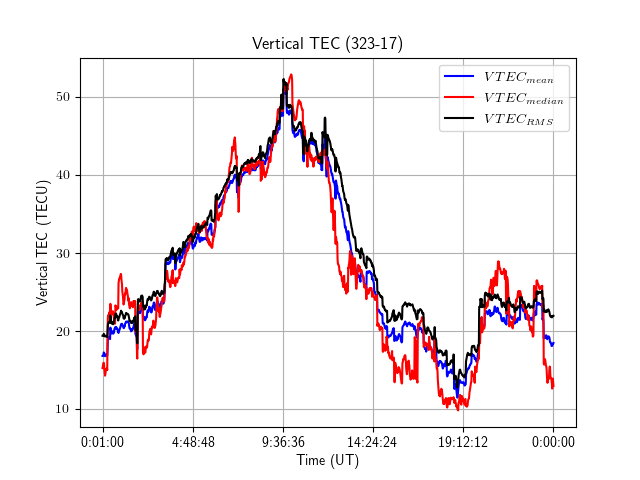 Vertical TEC (323-17)
VTEC_mean
VTEC_median
VTEC_RMS
Vertical TEC (TECU)
50
40
30
20
10
0:01:00 4:48:48 9:36:36 14:24:24 19:12:12 0:00:00
Time (UT)